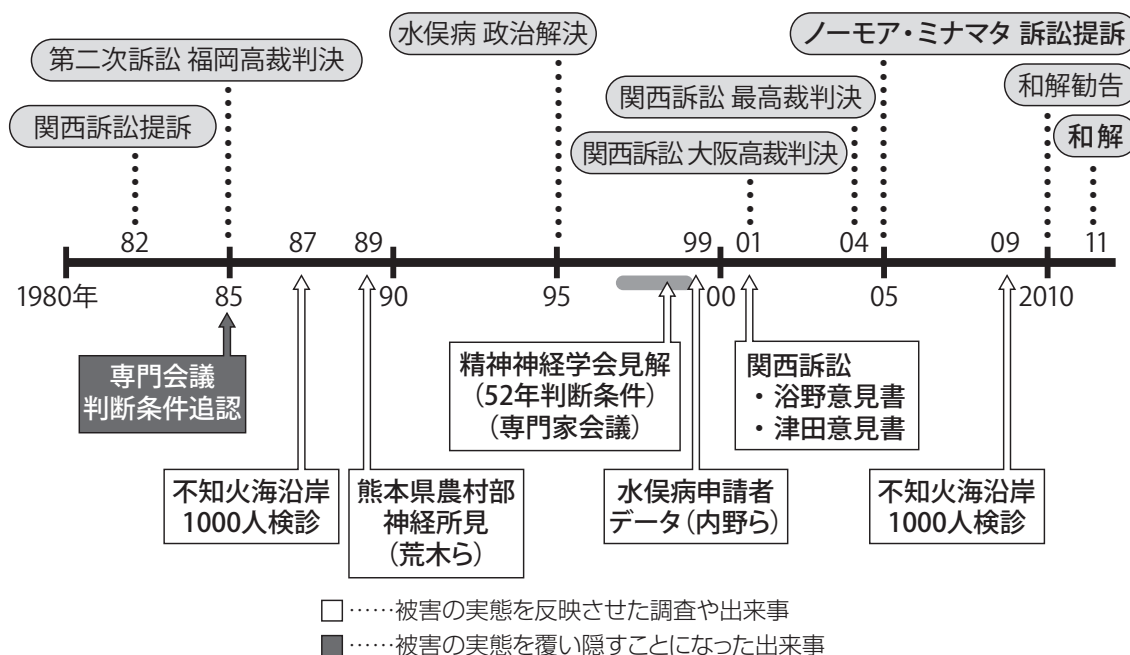 水俣病 政治解決
ノーモア・ミナマタ 訴訟提訴
第二次訴訟 福岡高裁判決
和解勧告
関西訴訟 最高裁判決
関西訴訟提訴
和解
関西訴訟 大阪高裁判決
82 87 89 99 01 04 09 11
1980年 85 90 95 00 05 2010
専門会議
判断条件追認
精神神経学会見解
(52年判断条件)
(専門家会議)
関西訴訟
・浴野意見書
・津田意見書
不知火海沿岸
1000人検診
熊本県農村部
神経所見
(荒木ら)
水俣病申請者
データ(内野ら)
不知火海沿岸
1000人検診
□……被害の実態を反映させた調査や出来事
■……被害の実態を覆い隠すことになった出来事